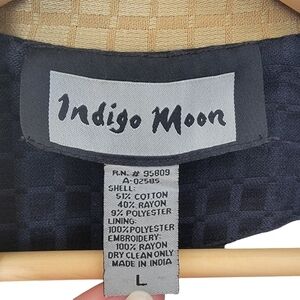 Indigo Moon
R.N. # 95809
A-02585
SHELL:
51% COTTON
40% RAYON
9% POLYESTER
LINING:
100% POLYESTER
EMBROIDERY:
100% RAYON
DRY CLEAN ONLY
MADE IN INDIA
L